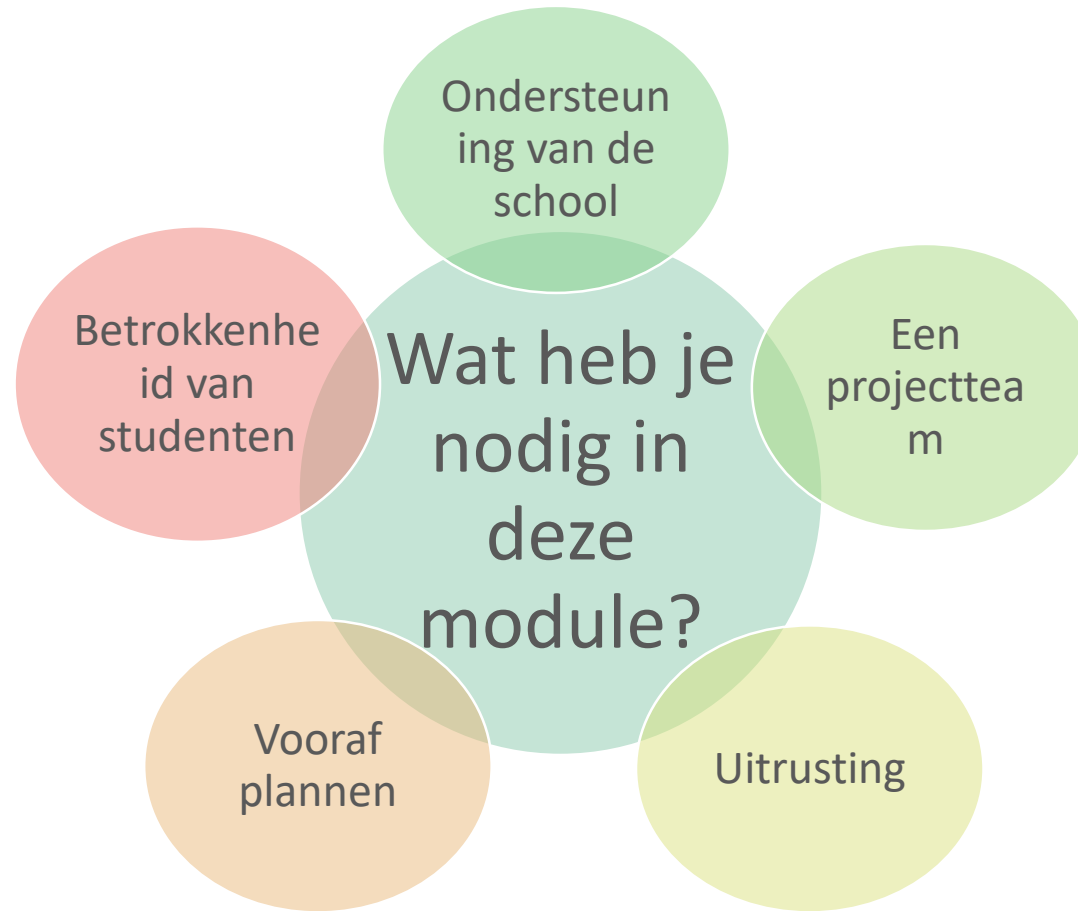 Ondersteun
ing van de
school
Betrokkenhe
id van
studenten
Wat heb je
nodig in
deze
module?
Een
projecttea
m
Vooraf
plannen
Uitrusting